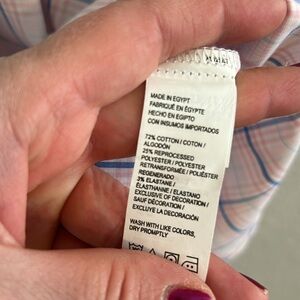 MADE IN EGYPT
FABRIQUÉ EN ÉGYPTE
HECHO EN EGIPTO
CON INSUMOS IMPORTADOS
72% COTTON / COTON /
ALGODÓN
25% REPROCESSED
POLYESTER / POLYESTER
RETRANSFORMÉE / POLIÉSTER
REGENERADO
3% ELASTANE /
ÉLASTHANNE / ELASTANO
EXCLUSIVE OF DECORATION /
SAUF DÉCORATION /
EXCLUYE LA DECORACIÓN
WASH WITH LIKE COLORS,
DRY PROMPTLY.